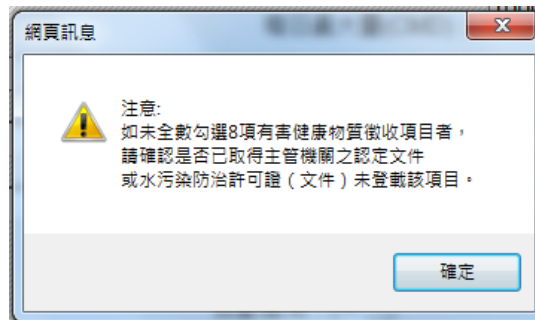 網頁訊息
注意:
如未全數勾選8項有害健康物質徵收項目者，
請確認是否已取得主管機關之認定文件
或水污染防治許可證（文件）未登載該項目。
確定